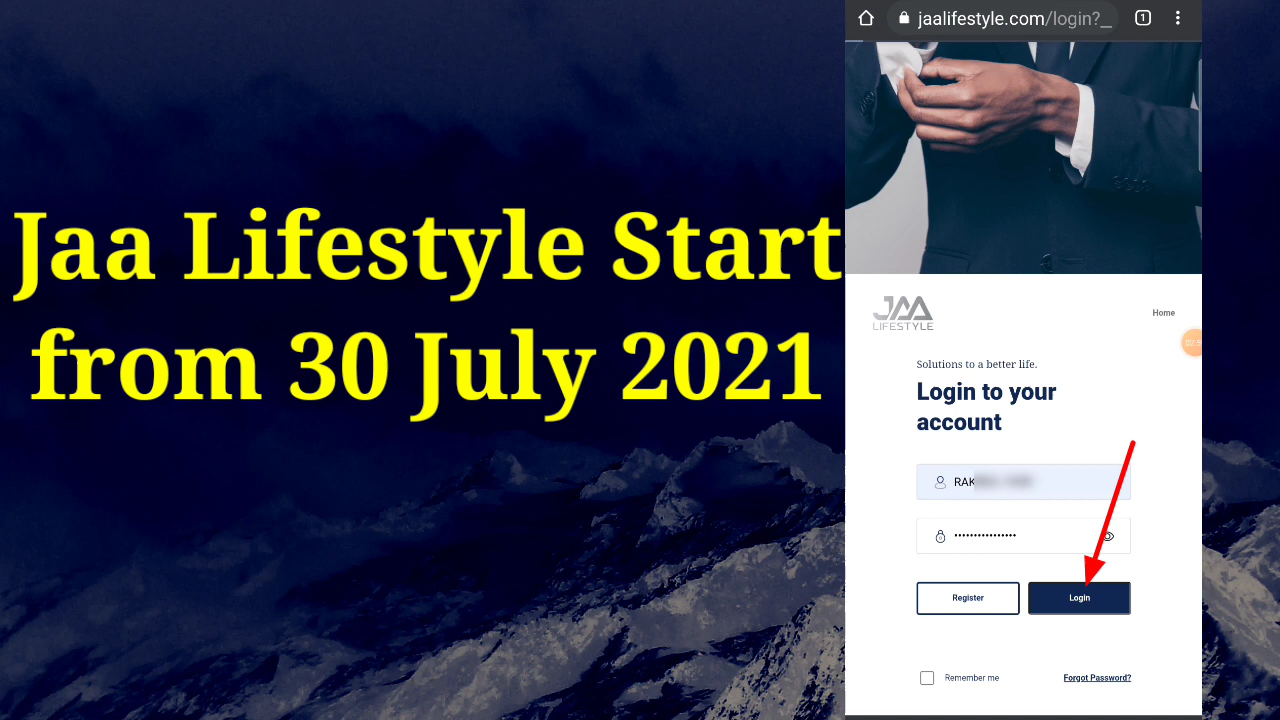 Jaa Lifestyle Start
from 30 July 2021
jaalifestyle.com/login?_
1
JAA
LIFESTYLE
Home
Solutions to a better life.
Login to your
account
RAK
••••••••••••••••
Register
Login
Remember me
Forgot Password?